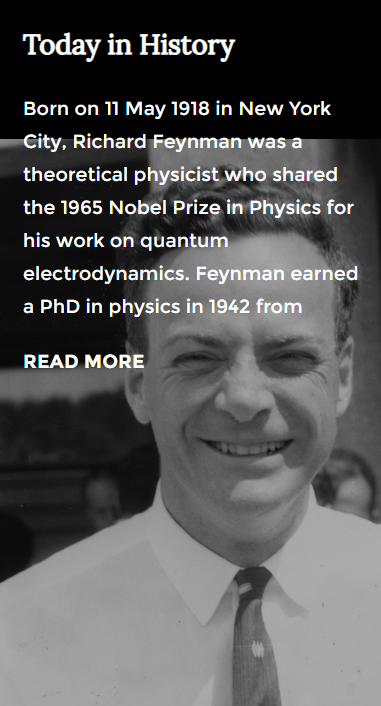 Today in History
Born on 11 May 1918 in New York
City, Richard Feynman was a
theoretical physicist who shared
the 1965 Nobel Prize in Physics for
his work on quantum
electrodynamics. Feynman earned
a PhD in physics in 1942 from
READ MORE